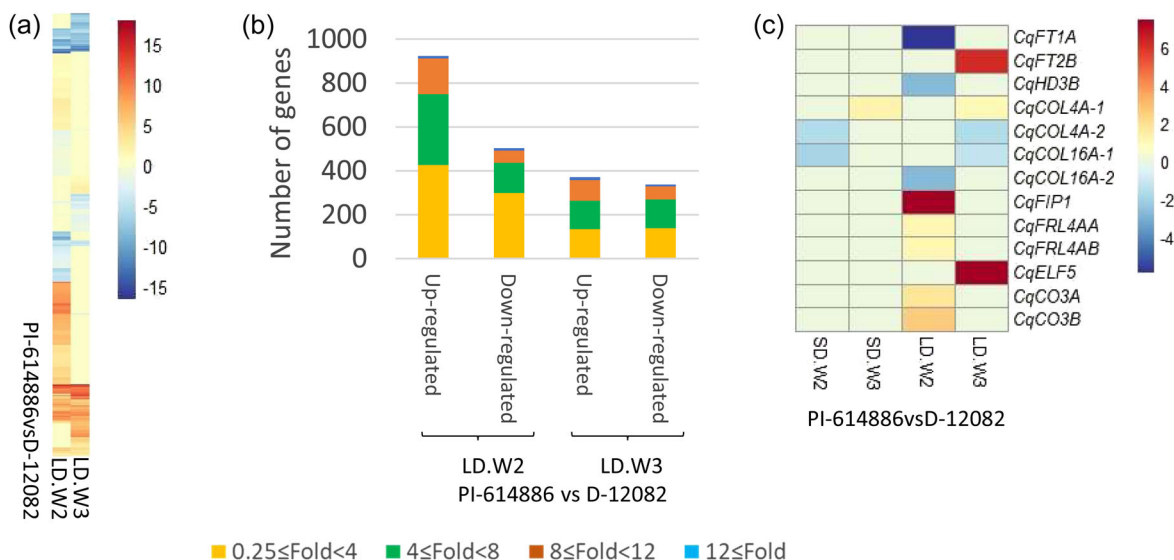 (a)
15
10
5
0
-5
-10
-15
PI-614886vsD-12082
LD.W2
LD.W3
(b)
Number of genes
1000
800
600
400
200
0
Up-regulated
Down-regulated
Up-regulated
Down-regulated
LD.W2
LD.W3
PI-614886 vs D-12082
0.25≤Fold<4
4≤Fold<8
8≤Fold<12
12≤Fold
(c)
CqFT1A
CqFT2B
CqHD3B
CqCOL4A-1
CqCOL4A-2
CqCOL16A-1
CqCOL16A-2
CqFIP1
CqFRL4AA
CqFRL4AB
CqELF5
CqCO3A
CqCO3B
SD.W2
SD.W3
LD.W2
LD.W3
PI-614886vsD-12082
6
4
2
0
-2
-4